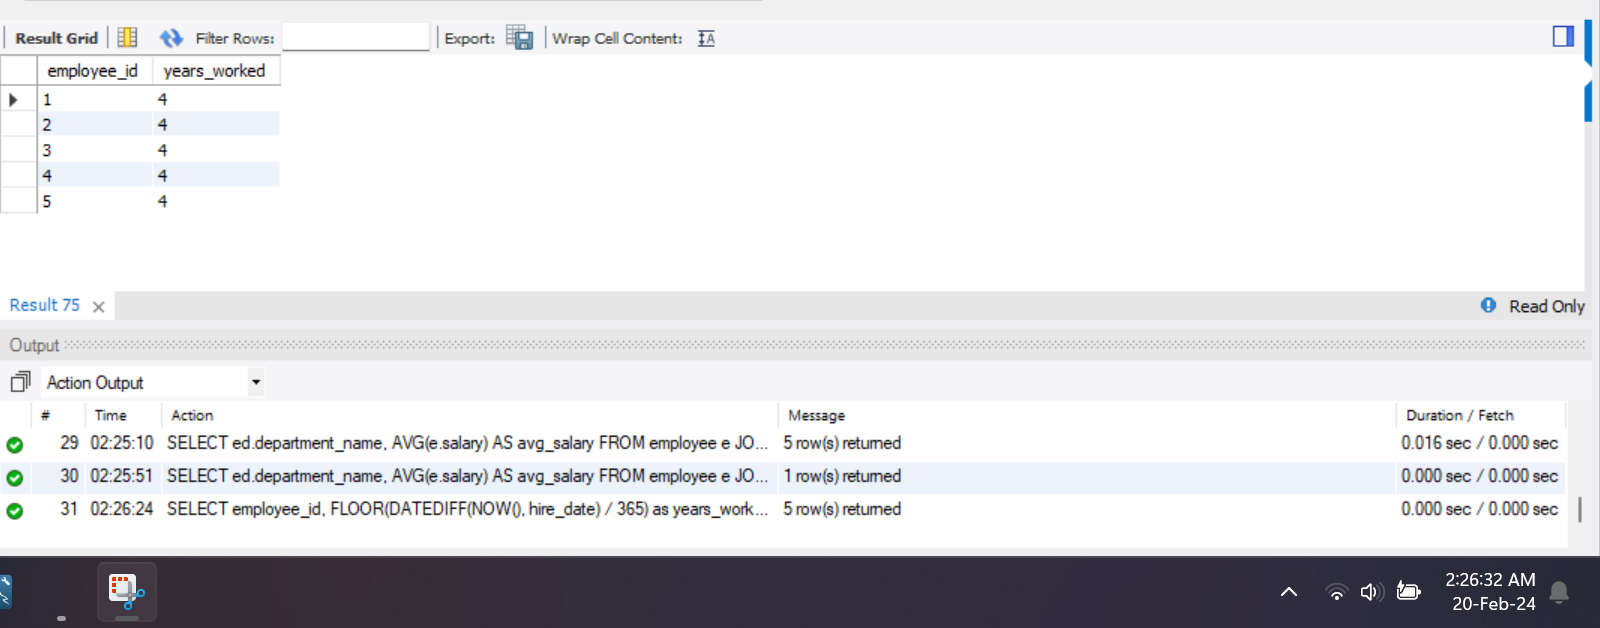 Result Grid Filter Rows: Export: Wrap Cell Content:
employee_id years_worked
1 4
2 4
3 4
4 4
5 4
Result 75 Read Only
Output
Action Output
# Time Action Message Duration / Fetch
29 02:25:10 SELECT ed.department_name, AVG(e.salary) AS avg_salary FROM employee e JO... 5 row(s) returned 0.016 sec / 0.000 sec
30 02:25:51 SELECT ed.department_name, AVG(e.salary) AS avg_salary FROM employee e JO... 1 row(s) returned 0.000 sec / 0.000 sec
31 02:26:24 SELECT employee_id, FLOOR(DATEDIFF(NOW(), hire_date) / 365) as years_work... 5 row(s) returned 0.000 sec / 0.000 sec
2:26:32 AM
20-Feb-24